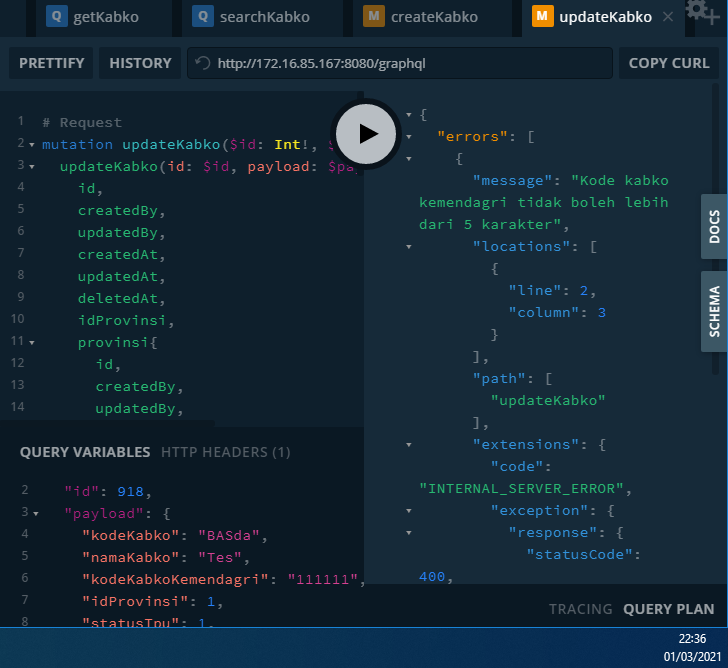 Q getKabko
Q searchKabko
M createKabko
M updateKabko
PRETTIFY HISTORY http://172.16.85.167:8080/graphql COPY CURL
1 # Request
2 mutation updateKabko($id: Int!, $
3 updateKabko(id: $id, payload: $pa
4 id,
5 createdBy,
6 updatedBy,
7 createdAt,
8 updatedAt,
9 deletedAt,
10 idProvinsi,
11 provinsi{
12 id,
13 createdBy,
14 updatedBy,
QUERY VARIABLES HTTP HEADERS (1)
2 "id": 918,
3 "payload": {
4 "kodeKabko": "BASda",
5 "namaKabko": "Tes",
6 "kodeKabkoKemendagri": "111111",
7 "idProvinsi": 1,
8 "statusTpu": 1,
{
"errors": [
{
"message": "Kode kabko
kemendagri tidak boleh lebih
dari 5 karakter",
"locations": [
{
"line": 2,
"column": 3
}
],
"path": [
"updateKabko"
],
"extensions": {
"code":
"INTERNAL_SERVER_ERROR",
"exception": {
"response": {
"statusCode":
400,
DOCS
SCHEMA
TRACING QUERY PLAN
22:36
01/03/2021